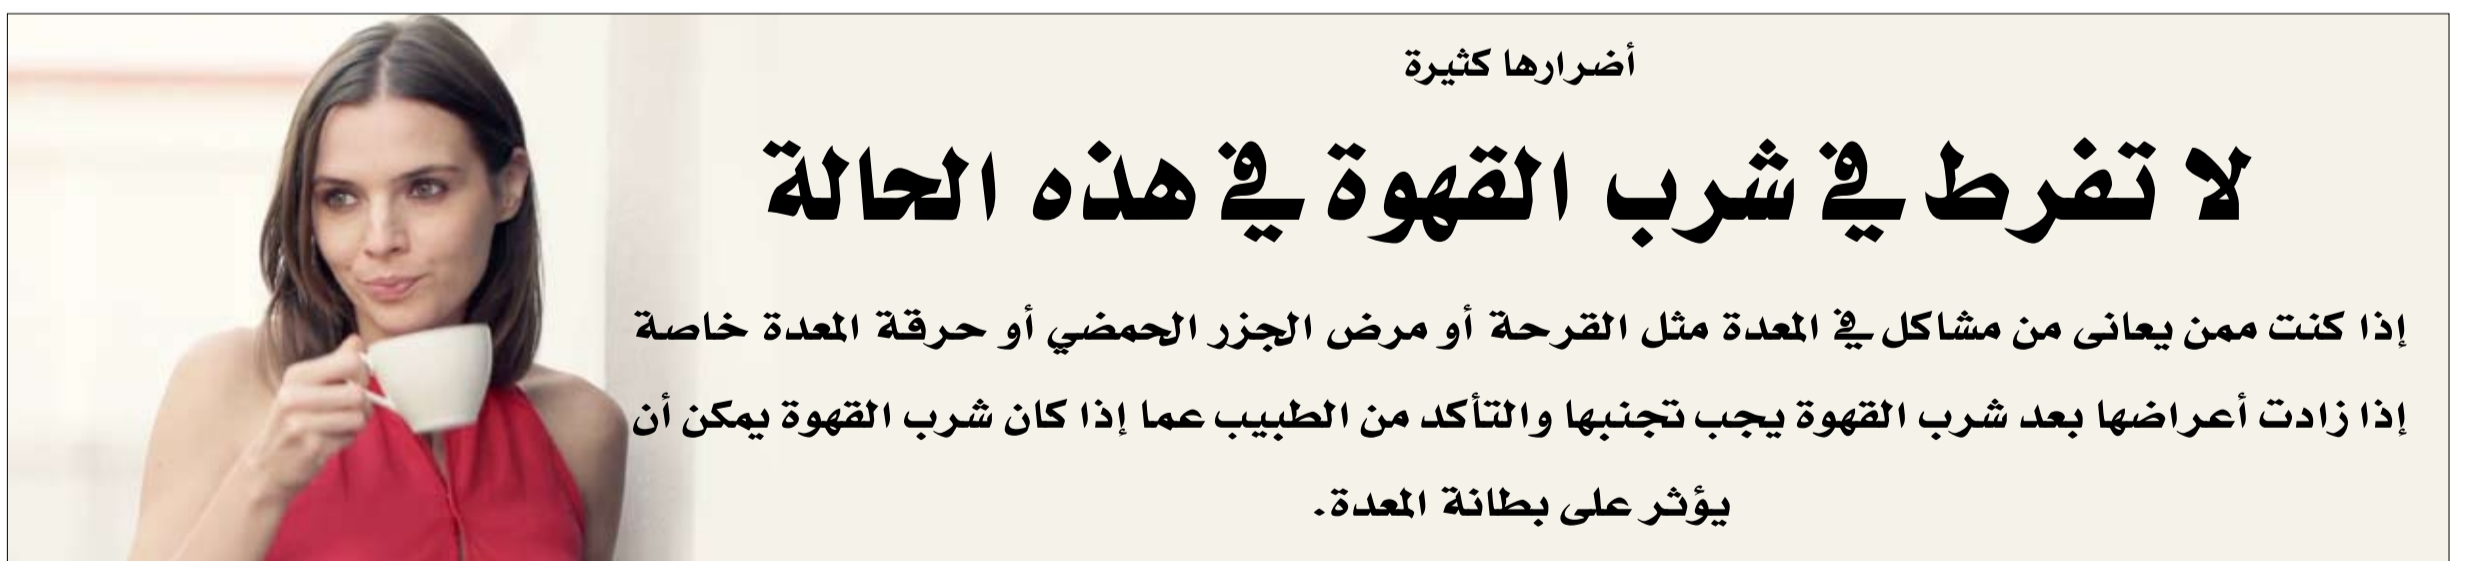 أضرارها كثيرة
لا تفرط في شرب القهوة في هذه الحالة
إذا كنت ممن يعانى من مشاكل في المعدة مثل القرحة أو مرض الجزر الحمضي أو حرقة المعدة خاصة
إذا زادت أعراضها بعد شرب القهوة يجب تجنبها والتأكد من الطبيب عما إذا كان شرب القهوة يمكن أن
يؤثر على بطانة المعدة.